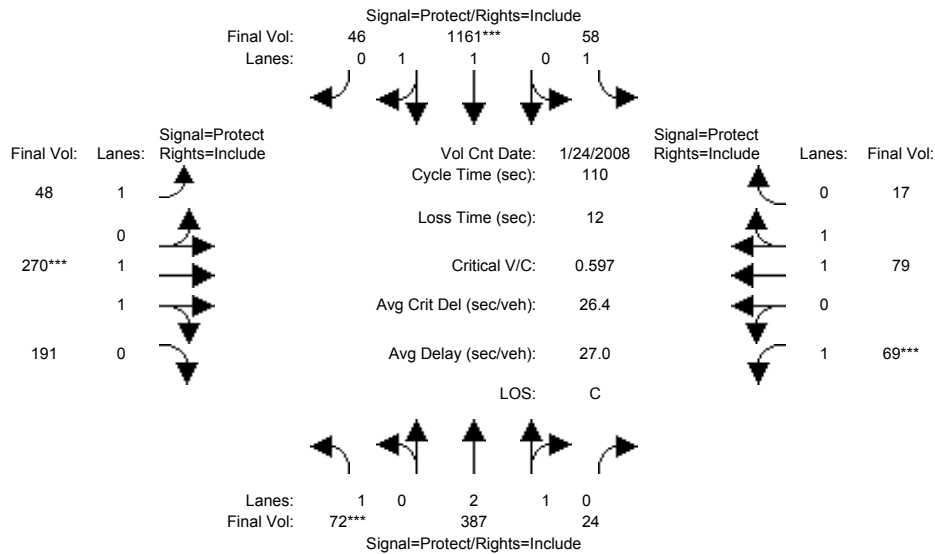 Signal=Protect/Rights=Include
Final Vol: 46 1161*** 58
Lanes: 0 1 1 0 1
Signal=Protect Signal=Protect
Final Vol: Lanes: Rights=Include Vol Cnt Date: 1/24/2008 Rights=Include Lanes: Final Vol:
Cycle Time (sec): 110
48 1 0 17
Loss Time (sec): 12
0 1
270*** 1 Critical V/C: 0.597 1 79
1 Avg Crit Del (sec/veh): 26.4 0
191 0 Avg Delay (sec/veh): 27.0 1 69***
LOS: C
Lanes: 1 0 2 1 0
Final Vol: 72*** 387 24
Signal=Protect/Rights=Include